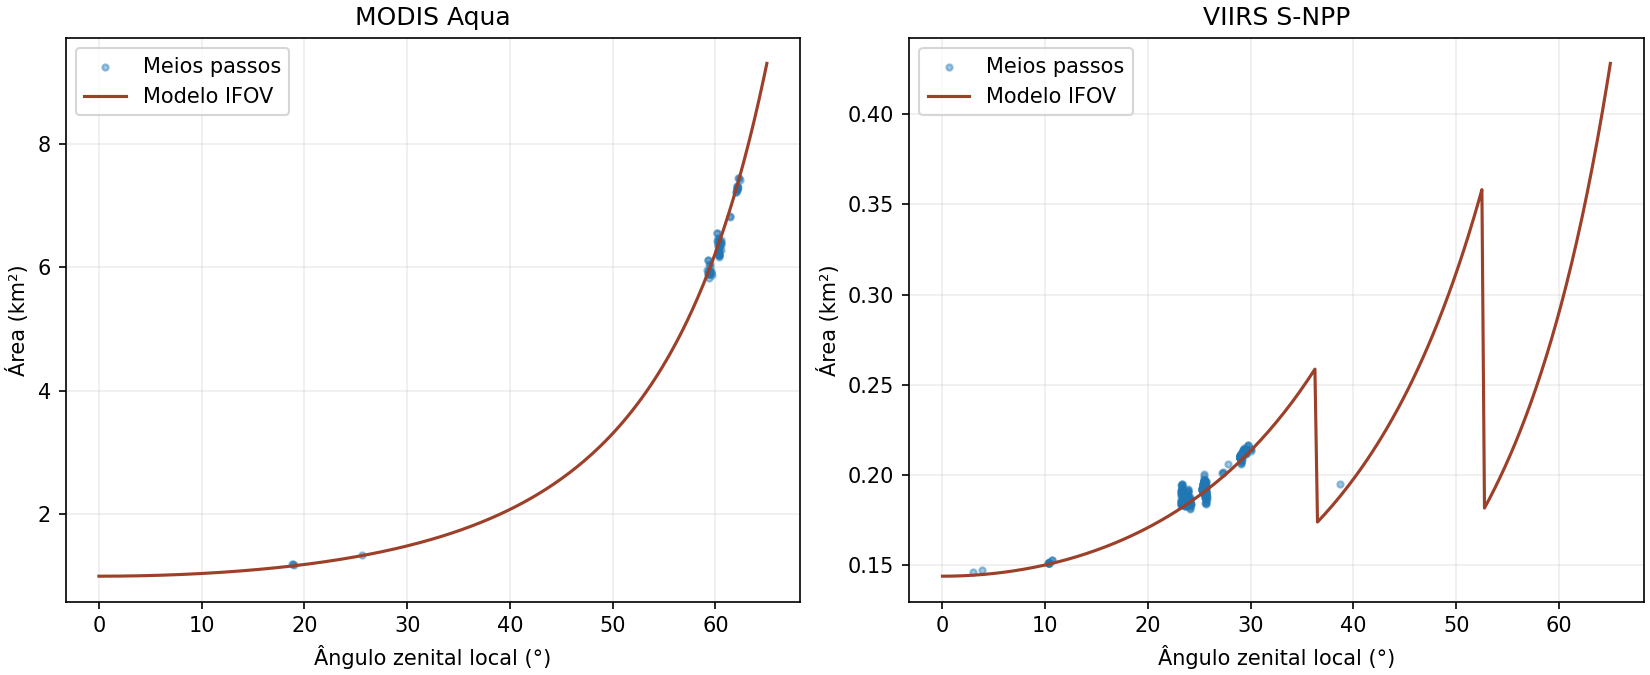 MODIS Aqua
Meios passos
Modelo IFOV
8
6
4
2
0 10 20 30 40 50 60
Área (km²)
Ângulo zenital local (°)
VIIRS S-NPP
Meios passos
Modelo IFOV
0.40
0.35
0.30
0.25
0.20
0.15
0 10 20 30 40 50 60
Área (km²)
Ângulo zenital local (°)